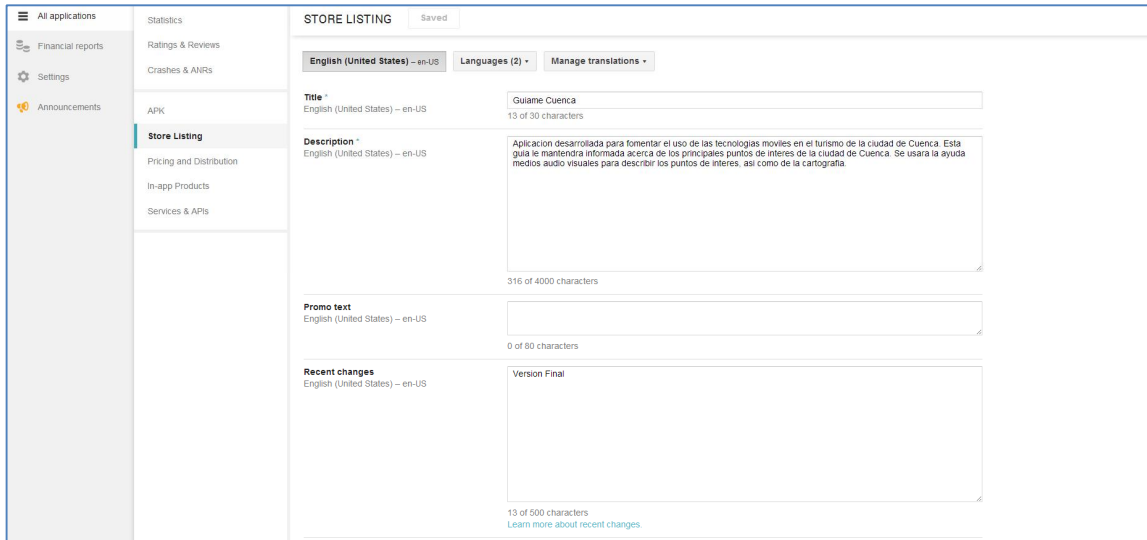 All applications
Financial reports
Settings
Announcements
Statistics
Ratings & Reviews
Crashes & ANRs
APK
Store Listing
Pricing and Distribution
In-app Products
Services & APIs
STORE LISTING Saved
English (United States) – en-US Languages (2) Manage translations
Title *
English (United States) – en-US
Guiame Cuenca
13 of 30 characters
Description *
English (United States) – en-US
Aplicacion desarrollada para fomentar el uso de las tecnologias moviles en el turismo de la ciudad de Cuenca. Esta
guia le mantendra informada acerca de los principales puntos de interes de la ciudad de Cuenca. Se usara la ayuda
medios audio visuales para describir los puntos de interes, asi como de la cartografia.
316 of 4000 characters
Promo text
English (United States) – en-US
0 of 80 characters
Recent changes
English (United States) – en-US
Version Final
13 of 500 characters
Learn more about recent changes.